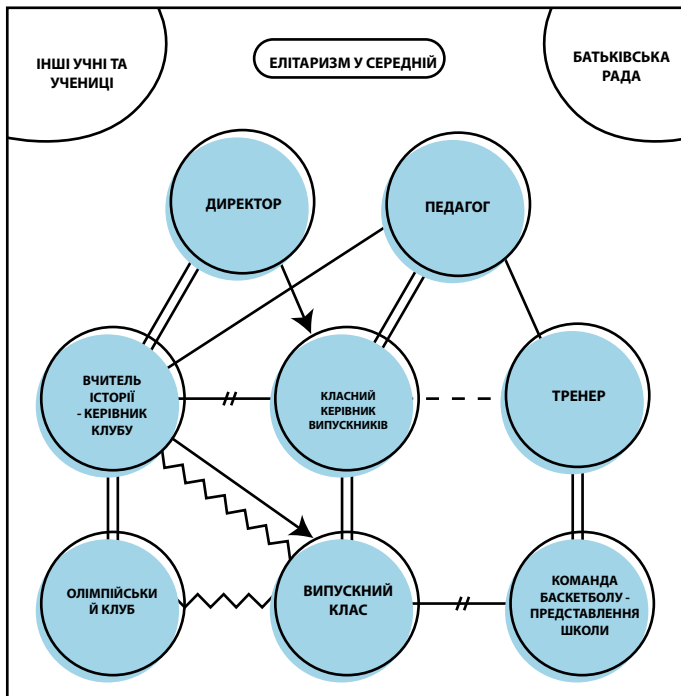 ІНШІ УЧНІ ТА
УЧЕНИЦІ
ЕЛІТАРИЗМ У СЕРЕДНІЙ
БАТЬКІВСЬКА
РАДА
ДИРЕКТОР
ПЕДАГОГ
ВЧИТЕЛЬ
ІСТОРІЇ
- КЕРІВНИК
КЛУБУ
КЛАСНИЙ
КЕРІВНИК
ВИПУСКНИКІВ
ТРЕНЕР
ОЛІМПІЙСЬКИ
Й КЛУБ
ВИПУСКНИЙ
КЛАС
КОМАНДА
БАСКЕТБОЛУ -
ПРЕДСТАВЛЕННЯ
ШКОЛИ